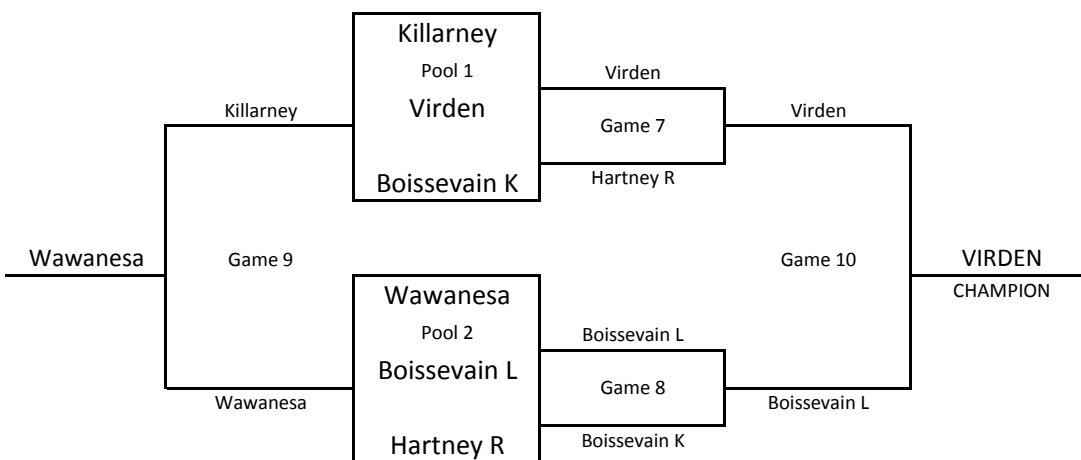 Killarney
Pool 1
Virden
Killarney
Virden
Virden
Game 7
Boissevain K
Hartney R
Wawanesa
Game 9
Game 10
VIRDEN
CHAMPION
Wawanesa
Pool 2
Boissevain L
Boissevain L
Game 8
Wawanesa
Boissevain L
Hartney R
Boissevain K